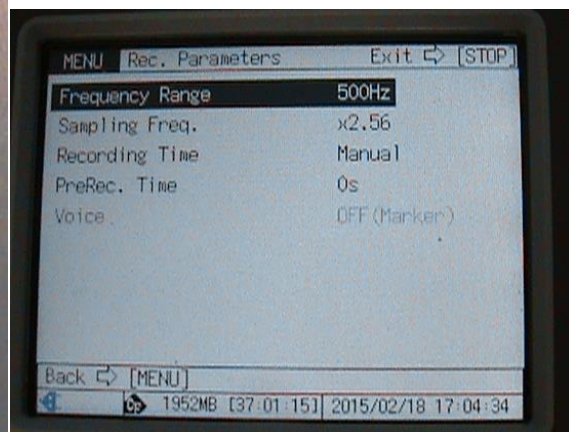 MENU Rec. Parameters Exit ⇨ [STOP]
Frequency Range 500Hz
Sampling Freq. x2.56
Recording Time Manual
PreRec. Time 0s
Voice OFF(Marker)
Back ⇨ [MENU]
1952MB [37:01:15] 2015/02/18 17:04:34